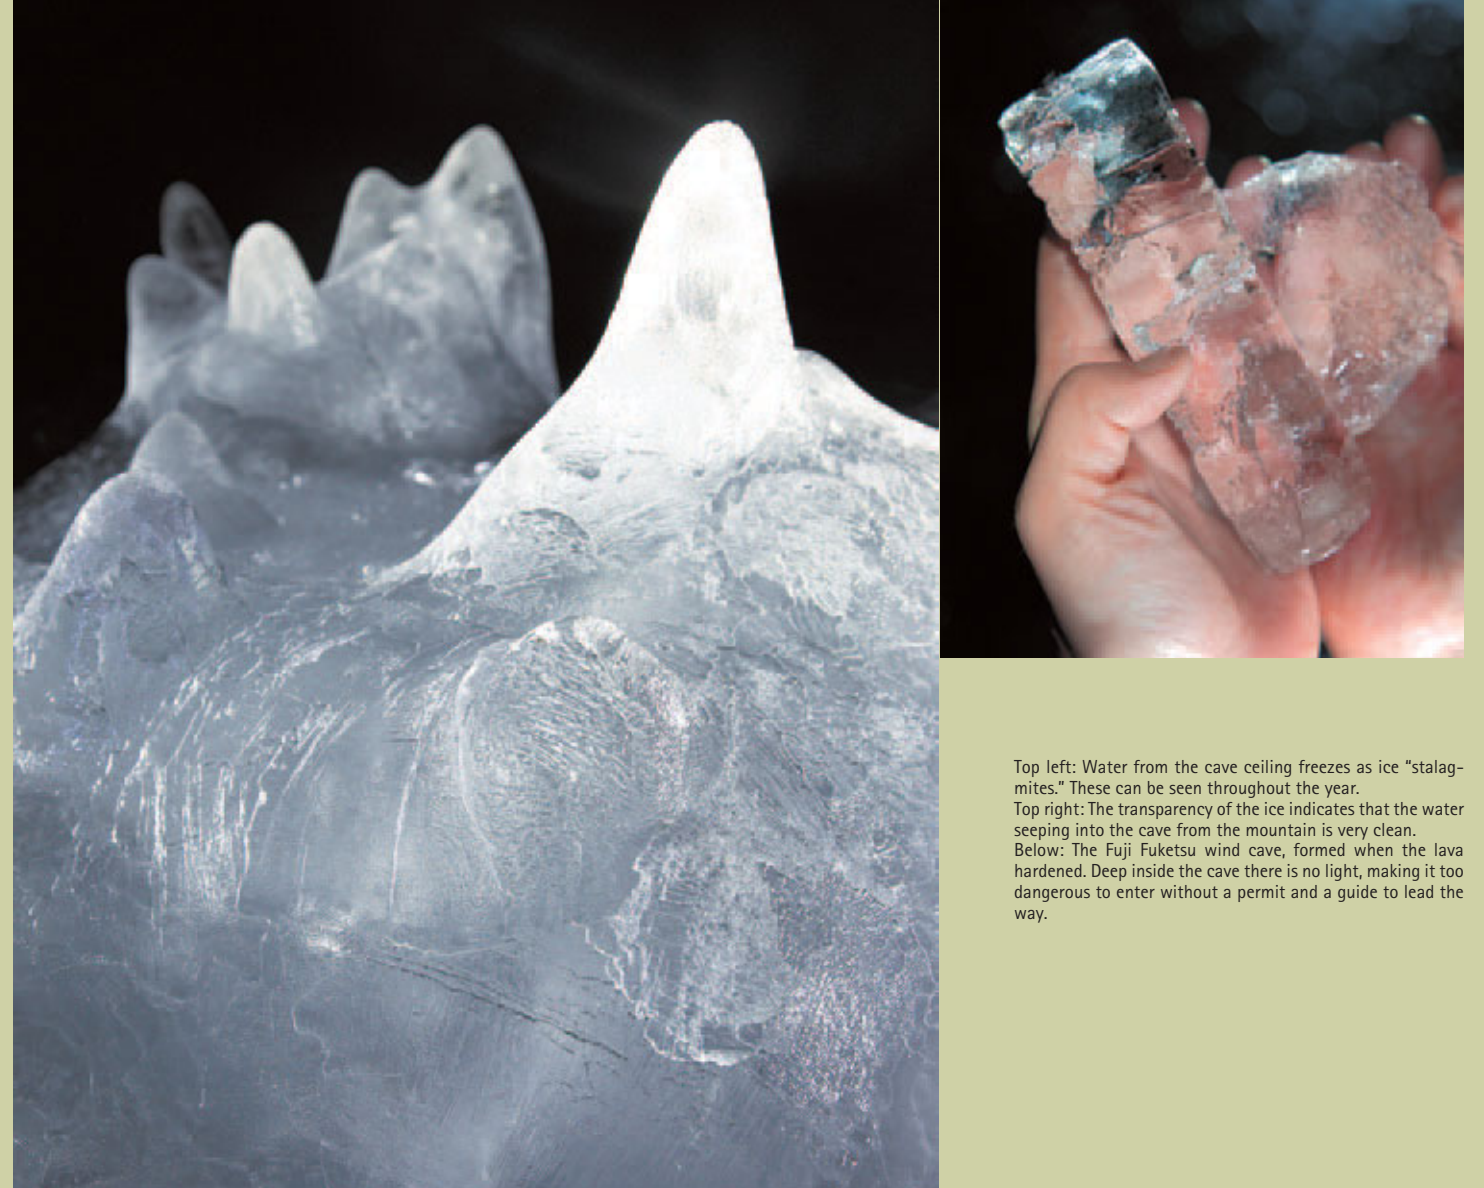 Top left: Water from the cave ceiling freezes as ice “stalag-
mites.” These can be seen throughout the year.
Top right: The transparency of the ice indicates that the water
seeping into the cave from the mountain is very clean.
Below: The Fuji Fuketsu wind cave, formed when the lava
hardened. Deep inside the cave there is no light, making it too
dangerous to enter without a permit and a guide to lead the
way.